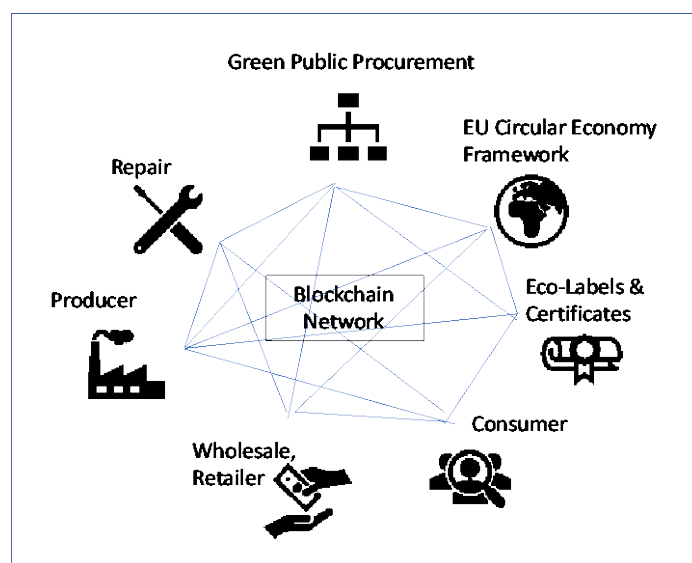 Green Public Procurement
EU Circular Economy
Framework
Repair
Blockchain
Network
Producer
Eco-Labels &
Certificates
Consumer
Wholesale,
Retailer